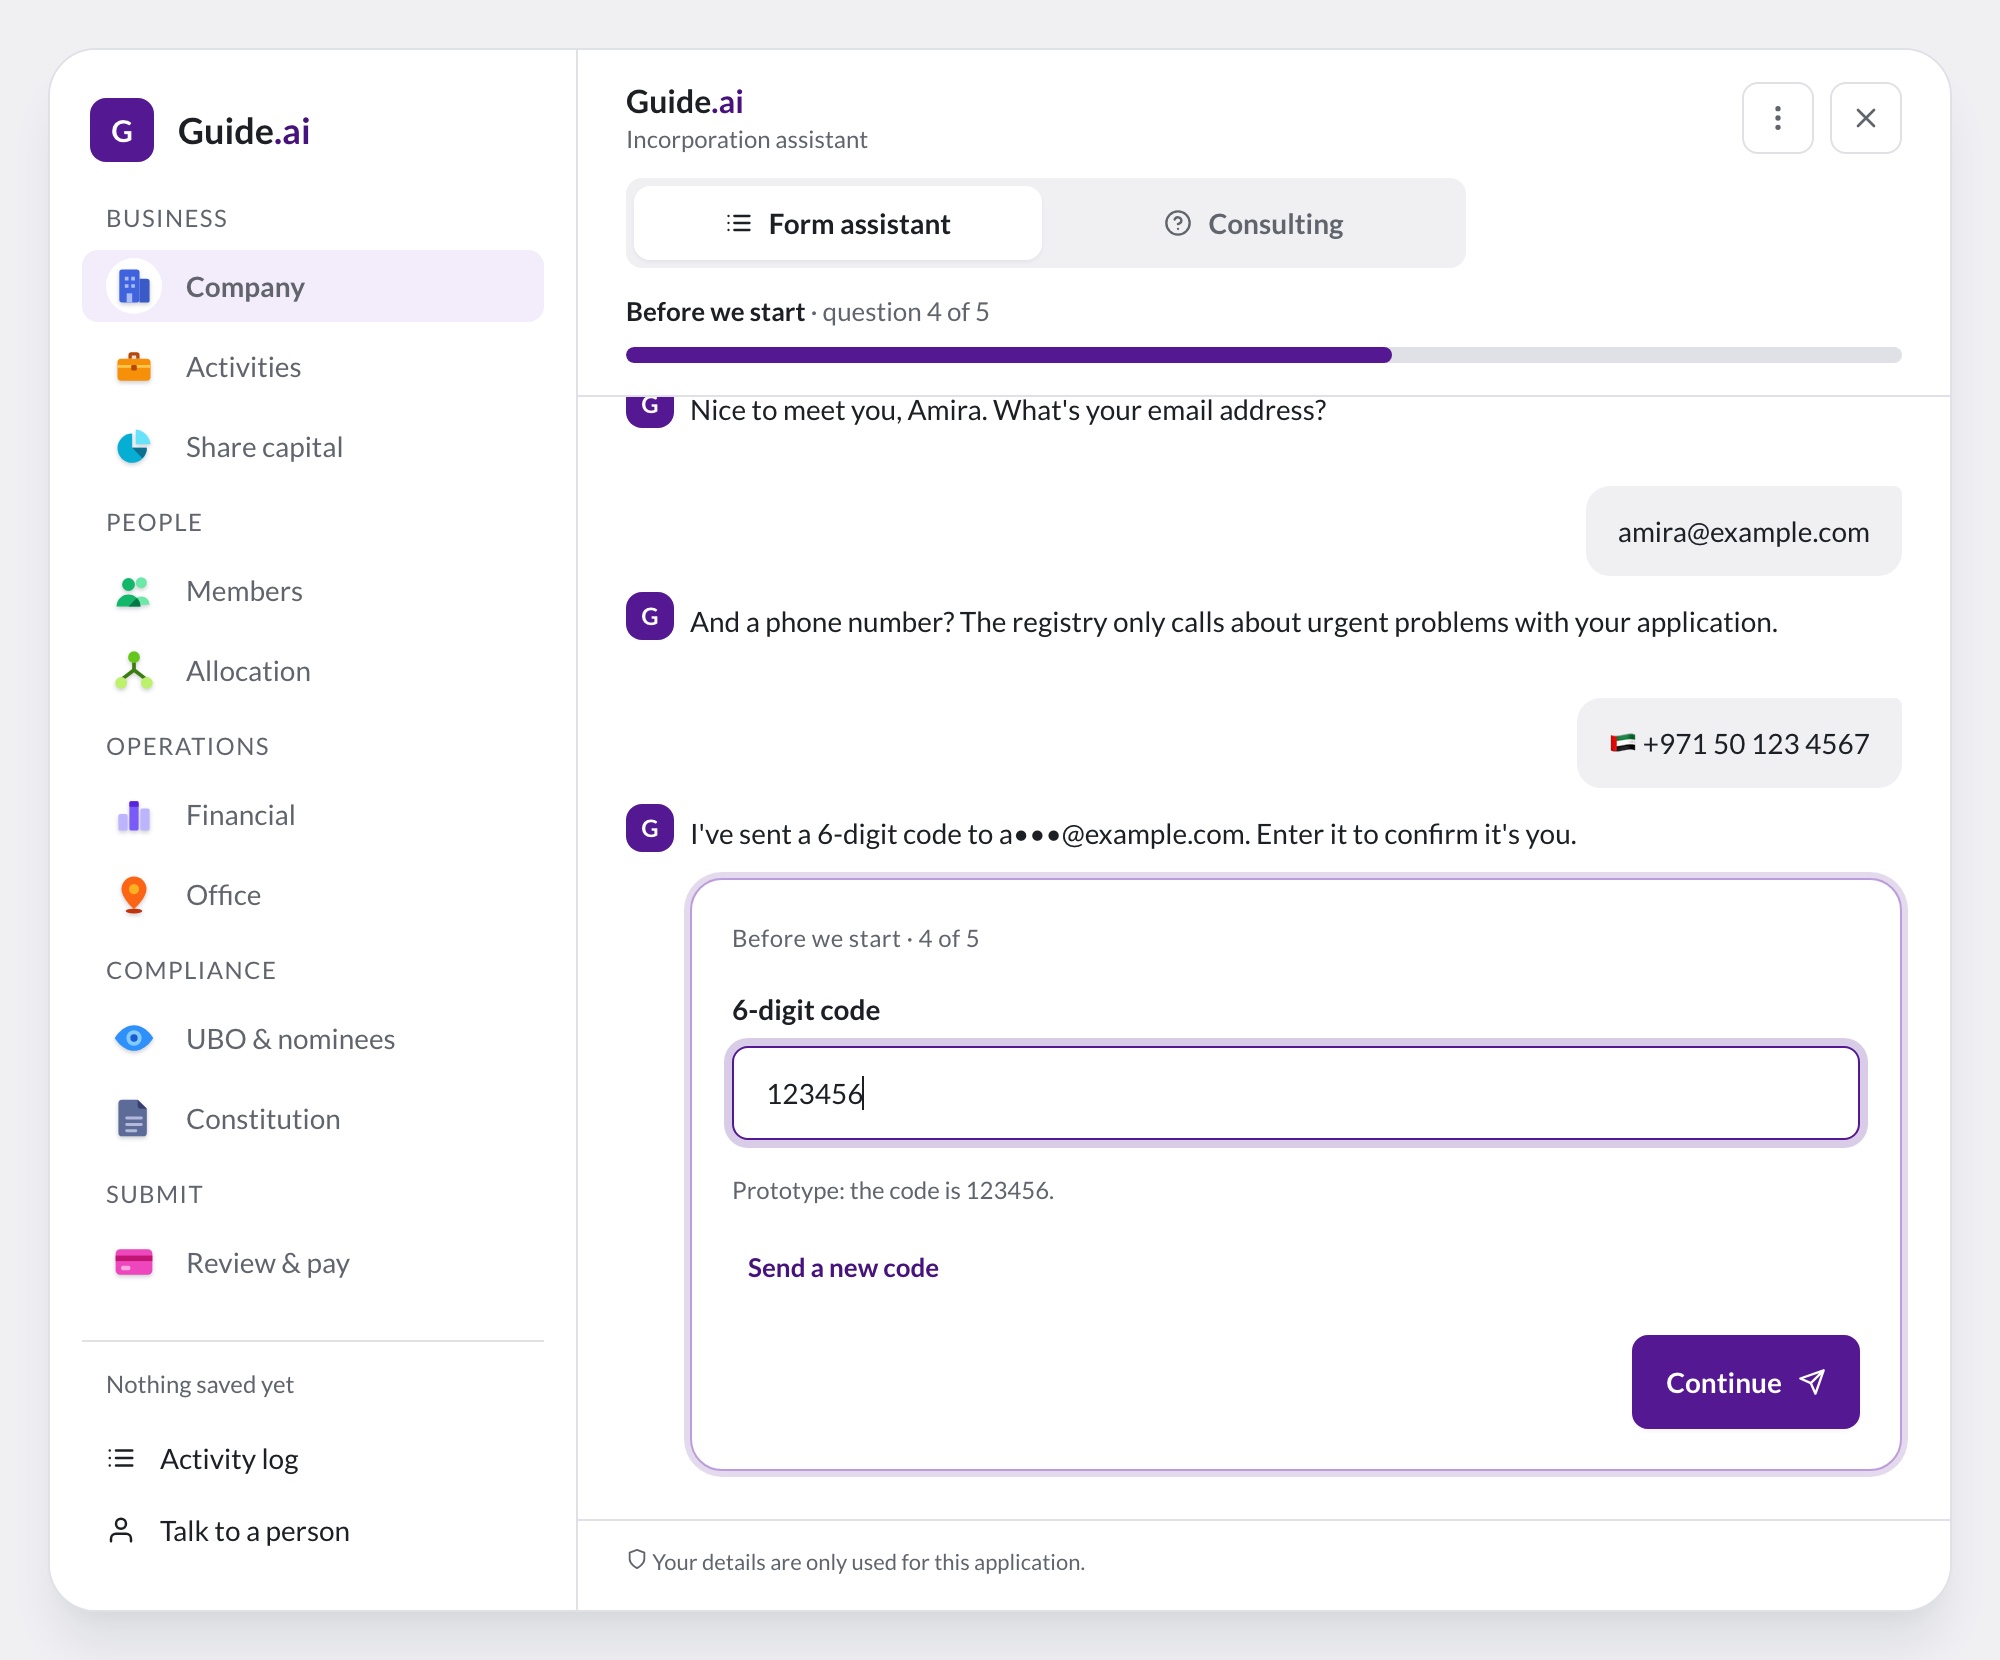 G Guide.ai
BUSINESS
Company
Activities
Share capital
PEOPLE
Members
Allocation
OPERATIONS
Financial
Office
COMPLIANCE
UBO & nominees
Constitution
SUBMIT
Review & pay
Nothing saved yet
Activity log
Talk to a person
Guide.ai
Incorporation assistant
Form assistant
Consulting
Before we start · question 4 of 5
G Nice to meet you, Amira. What's your email address?
amira@example.com
G And a phone number? The registry only calls about urgent problems with your application.
🇦🇪 +971 50 123 4567
G I've sent a 6-digit code to a•••@example.com. Enter it to confirm it's you.
Before we start · 4 of 5
6-digit code
123456
Prototype: the code is 123456.
Send a new code
Continue
Your details are only used for this application.